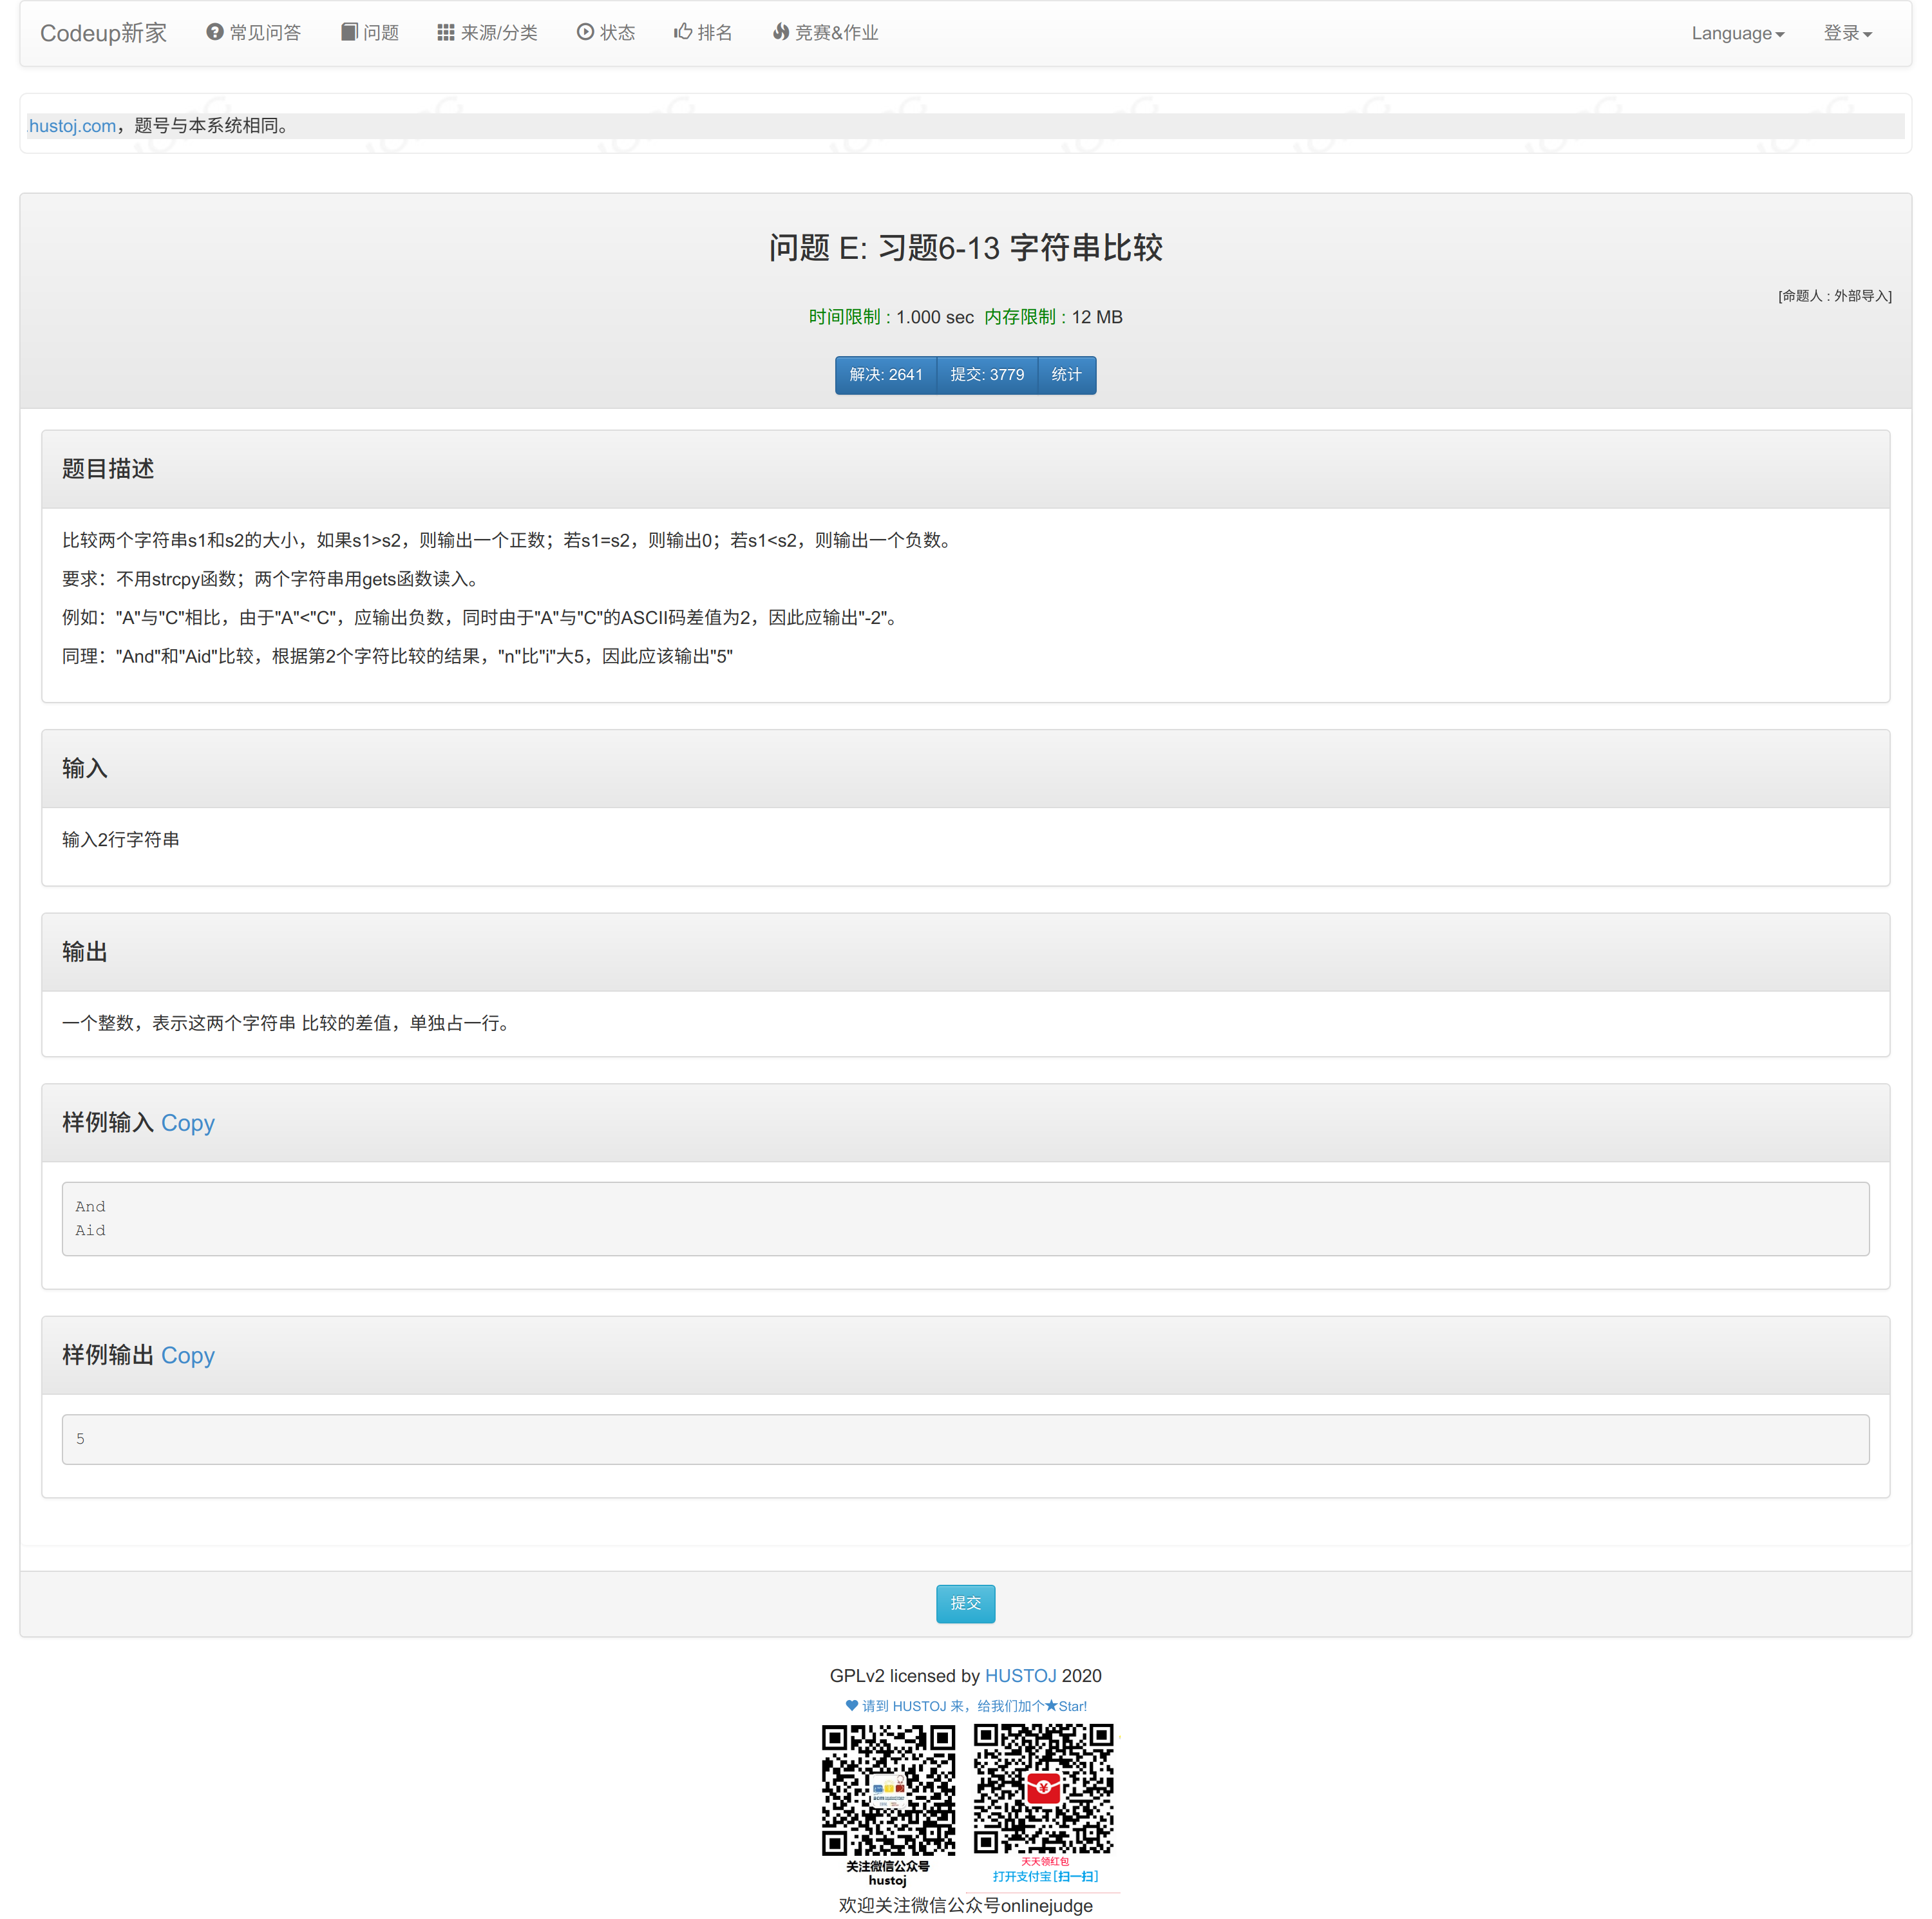 Codeup新家 常见问答 问题 来源/分类 状态 排名 竞赛&作业 Language 登录
.hustoj.com，题号与本系统相同。
问题 E: 习题6-13 字符串比较
[命题人 : 外部导入]
时间限制 : 1.000 sec 内存限制 : 12 MB
解决: 2641 提交: 3779 统计
题目描述
比较两个字符串s1和s2的大小，如果s1>s2，则输出一个正数；若s1=s2，则输出0；若s1<s2，则输出一个负数。
要求：不用strcpy函数；两个字符串用gets函数读入。
例如："A"与"C"相比，由于"A"<"C"，应输出负数，同时由于"A"与"C"的ASCII码差值为2，因此应输出"-2"。
同理："And"和"Aid"比较，根据第2个字符比较的结果，"n"比"i"大5，因此应该输出"5"
输入
输入2行字符串
输出
一个整数，表示这两个字符串 比较的差值，单独占一行。
样例输入 Copy
And
Aid
样例输出 Copy
5
提交
GPLv2 licensed by HUSTOJ 2020
请到 HUSTOJ 来，给我们加个★Star!
关注微信公众号
hustoj
天天领红包
打开支付宝[扫一扫]
欢迎关注微信公众号onlinejudge